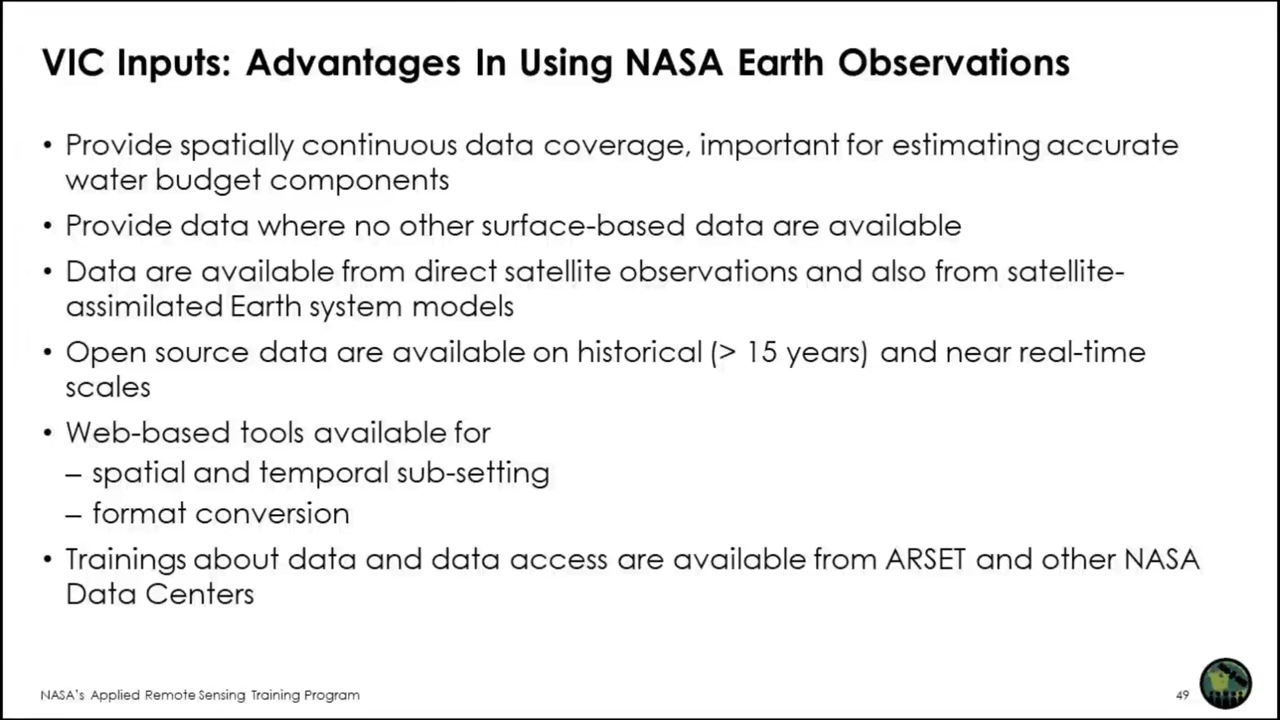 VIC Inputs: Advantages In Using NASA Earth Observations
• Provide spatially continuous data coverage, important for estimating accurate
water budget components
• Provide data where no other surface-based data are available
• Data are available from direct satellite observations and also from satellite-
assimilated Earth system models
• Open source data are available on historical (> 15 years) and near real-time
scales
• Web-based tools available for
– spatial and temporal sub-setting
– format conversion
• Trainings about data and data access are available from ARSET and other NASA
Data Centers
NASA's Applied Remote Sensing Training Program
49